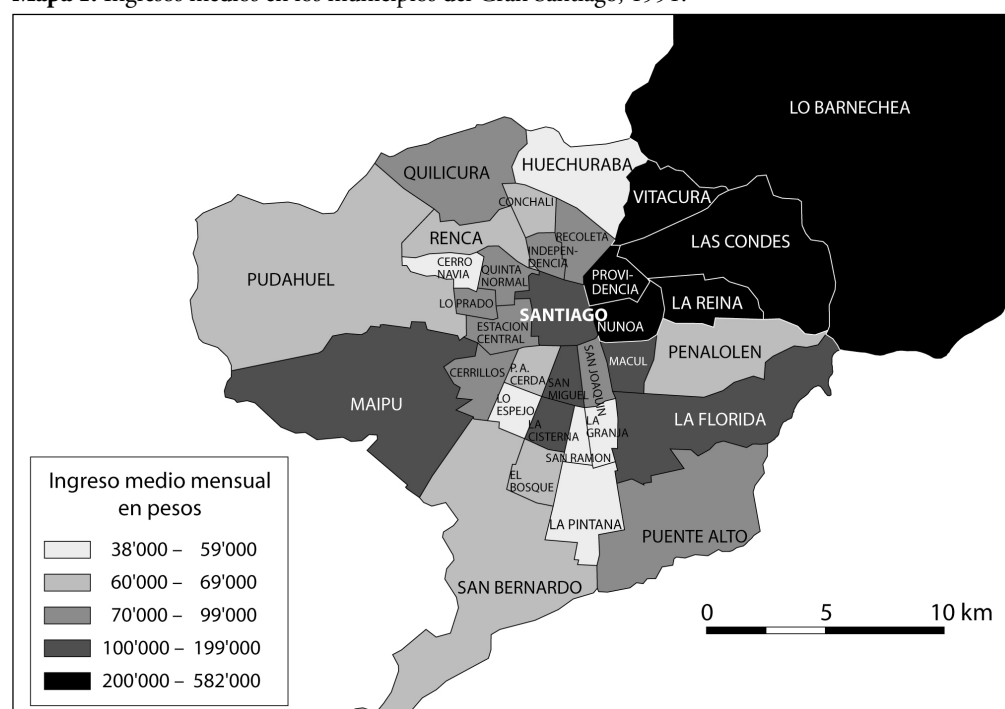 Mapa 1. Ingresos medios en los municipios del Gran Santiago, 1991.
LO BARNECHEA
HUECHURABA
QUILICURA
VITACURA
CONCHALI
RECOLETA
RENCA
LAS CONDES
INDEPEN-
DENCIA
CERRO
NAVIA
QUINTA
NORMAL
PUDAHUEL
PROVI-
DENCIA
LO PRADO
LA REINA
SANTIAGO
NUNOA
ESTACION
CENTRAL
PENALOLEN
MACUL
SAN JOAQUIN
CERRILLOS
P. A.
CERDA
SAN
MIGUEL
MAIPU
LO
ESPEJO
LA FLORIDA
LA
GRANJA
LA
CISTERNA
SAN RAMON
EL
BOSQUE
LA PINTANA
PUENTE ALTO
SAN BERNARDO
Ingreso medio mensual
en pesos
38'000 – 59'000
60'000 – 69'000
70'000 – 99'000
100'000 – 199'000
200'000 – 582'000
0 5 10 km